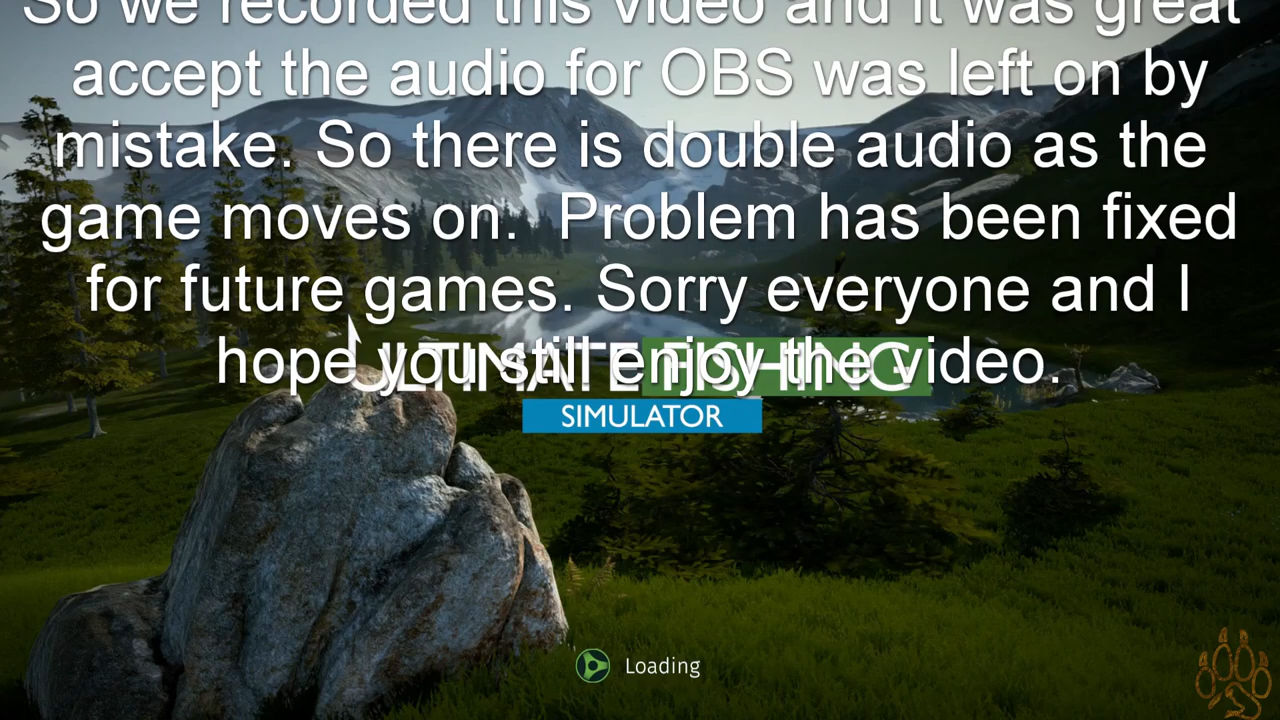 So we recorded this video and it was great
accept the audio for OBS was left on by
mistake. So there is double audio as the
game moves on. Problem has been fixed
for future games. Sorry everyone and I
hope you still enjoy the video.
ULTIMATE FISHING
SIMULATOR
Loading